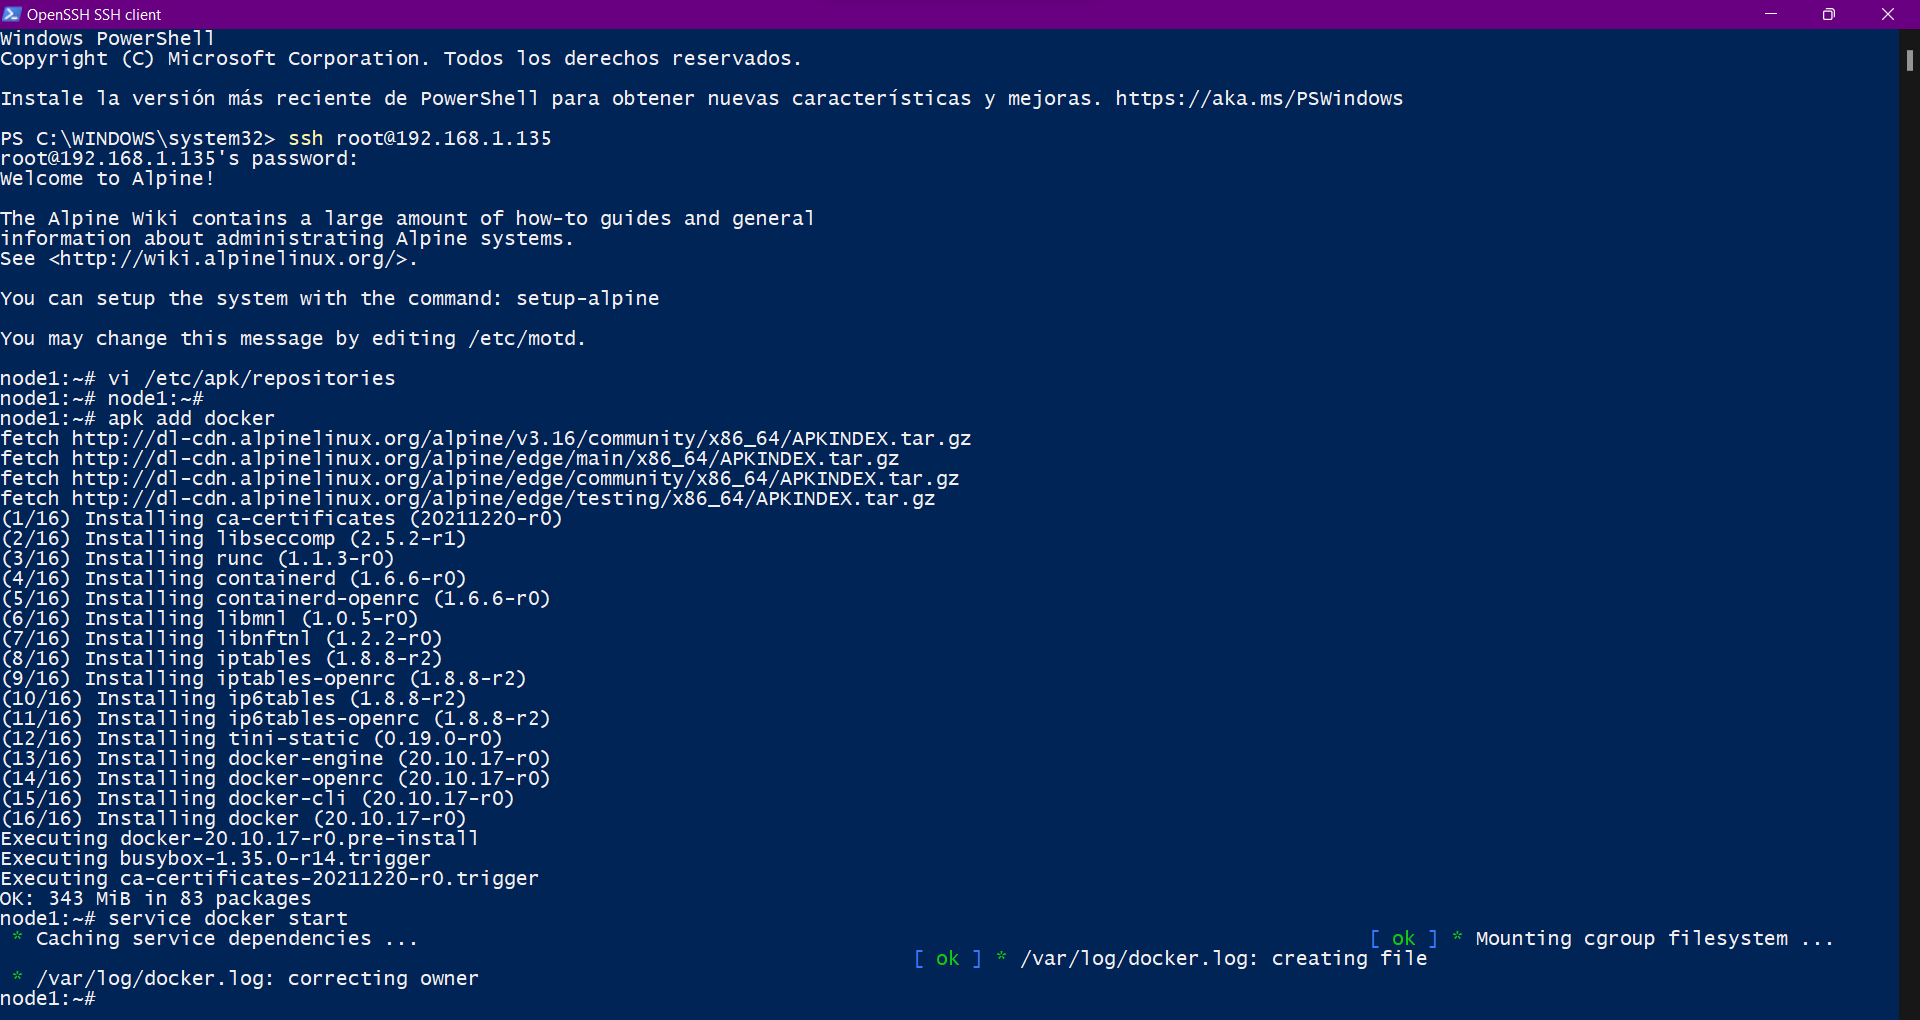 OpenSSH SSH client
Windows PowerShell
Copyright (C) Microsoft Corporation. Todos los derechos reservados.
Instale la versión más reciente de PowerShell para obtener nuevas características y mejoras. https://aka.ms/PSWindows
PS C:\WINDOWS\system32> ssh root@192.168.1.135
root@192.168.1.135's password:
Welcome to Alpine!
The Alpine Wiki contains a large amount of how-to guides and general
information about administrating Alpine systems.
See <http://wiki.alpinelinux.org/>.
You can setup the system with the command: setup-alpine
You may change this message by editing /etc/motd.
node1:~# vi /etc/apk/repositories
node1:~# node1:~#
node1:~# apk add docker
fetch http://dl-cdn.alpinelinux.org/alpine/v3.16/community/x86_64/APKINDEX.tar.gz
fetch http://dl-cdn.alpinelinux.org/alpine/edge/main/x86_64/APKINDEX.tar.gz
fetch http://dl-cdn.alpinelinux.org/alpine/edge/community/x86_64/APKINDEX.tar.gz
fetch http://dl-cdn.alpinelinux.org/alpine/edge/testing/x86_64/APKINDEX.tar.gz
(1/16) Installing ca-certificates (20211220-r0)
(2/16) Installing libseccomp (2.5.2-r1)
(3/16) Installing runc (1.1.3-r0)
(4/16) Installing containerd (1.6.6-r0)
(5/16) Installing containerd-openrc (1.6.6-r0)
(6/16) Installing libmnl (1.0.5-r0)
(7/16) Installing libnftnl (1.2.2-r0)
(8/16) Installing iptables (1.8.8-r2)
(9/16) Installing iptables-openrc (1.8.8-r2)
(10/16) Installing ip6tables (1.8.8-r2)
(11/16) Installing ip6tables-openrc (1.8.8-r2)
(12/16) Installing tini-static (0.19.0-r0)
(13/16) Installing docker-engine (20.10.17-r0)
(14/16) Installing docker-openrc (20.10.17-r0)
(15/16) Installing docker-cli (20.10.17-r0)
(16/16) Installing docker (20.10.17-r0)
Executing docker-20.10.17-r0.pre-install
Executing busybox-1.35.0-r14.trigger
Executing ca-certificates-20211220-r0.trigger
OK: 343 MiB in 83 packages
node1:~# service docker start
* Caching service dependencies ... [ ok ] * Mounting cgroup filesystem ...
[ ok ] * /var/log/docker.log: creating file
* /var/log/docker.log: correcting owner
node1:~#